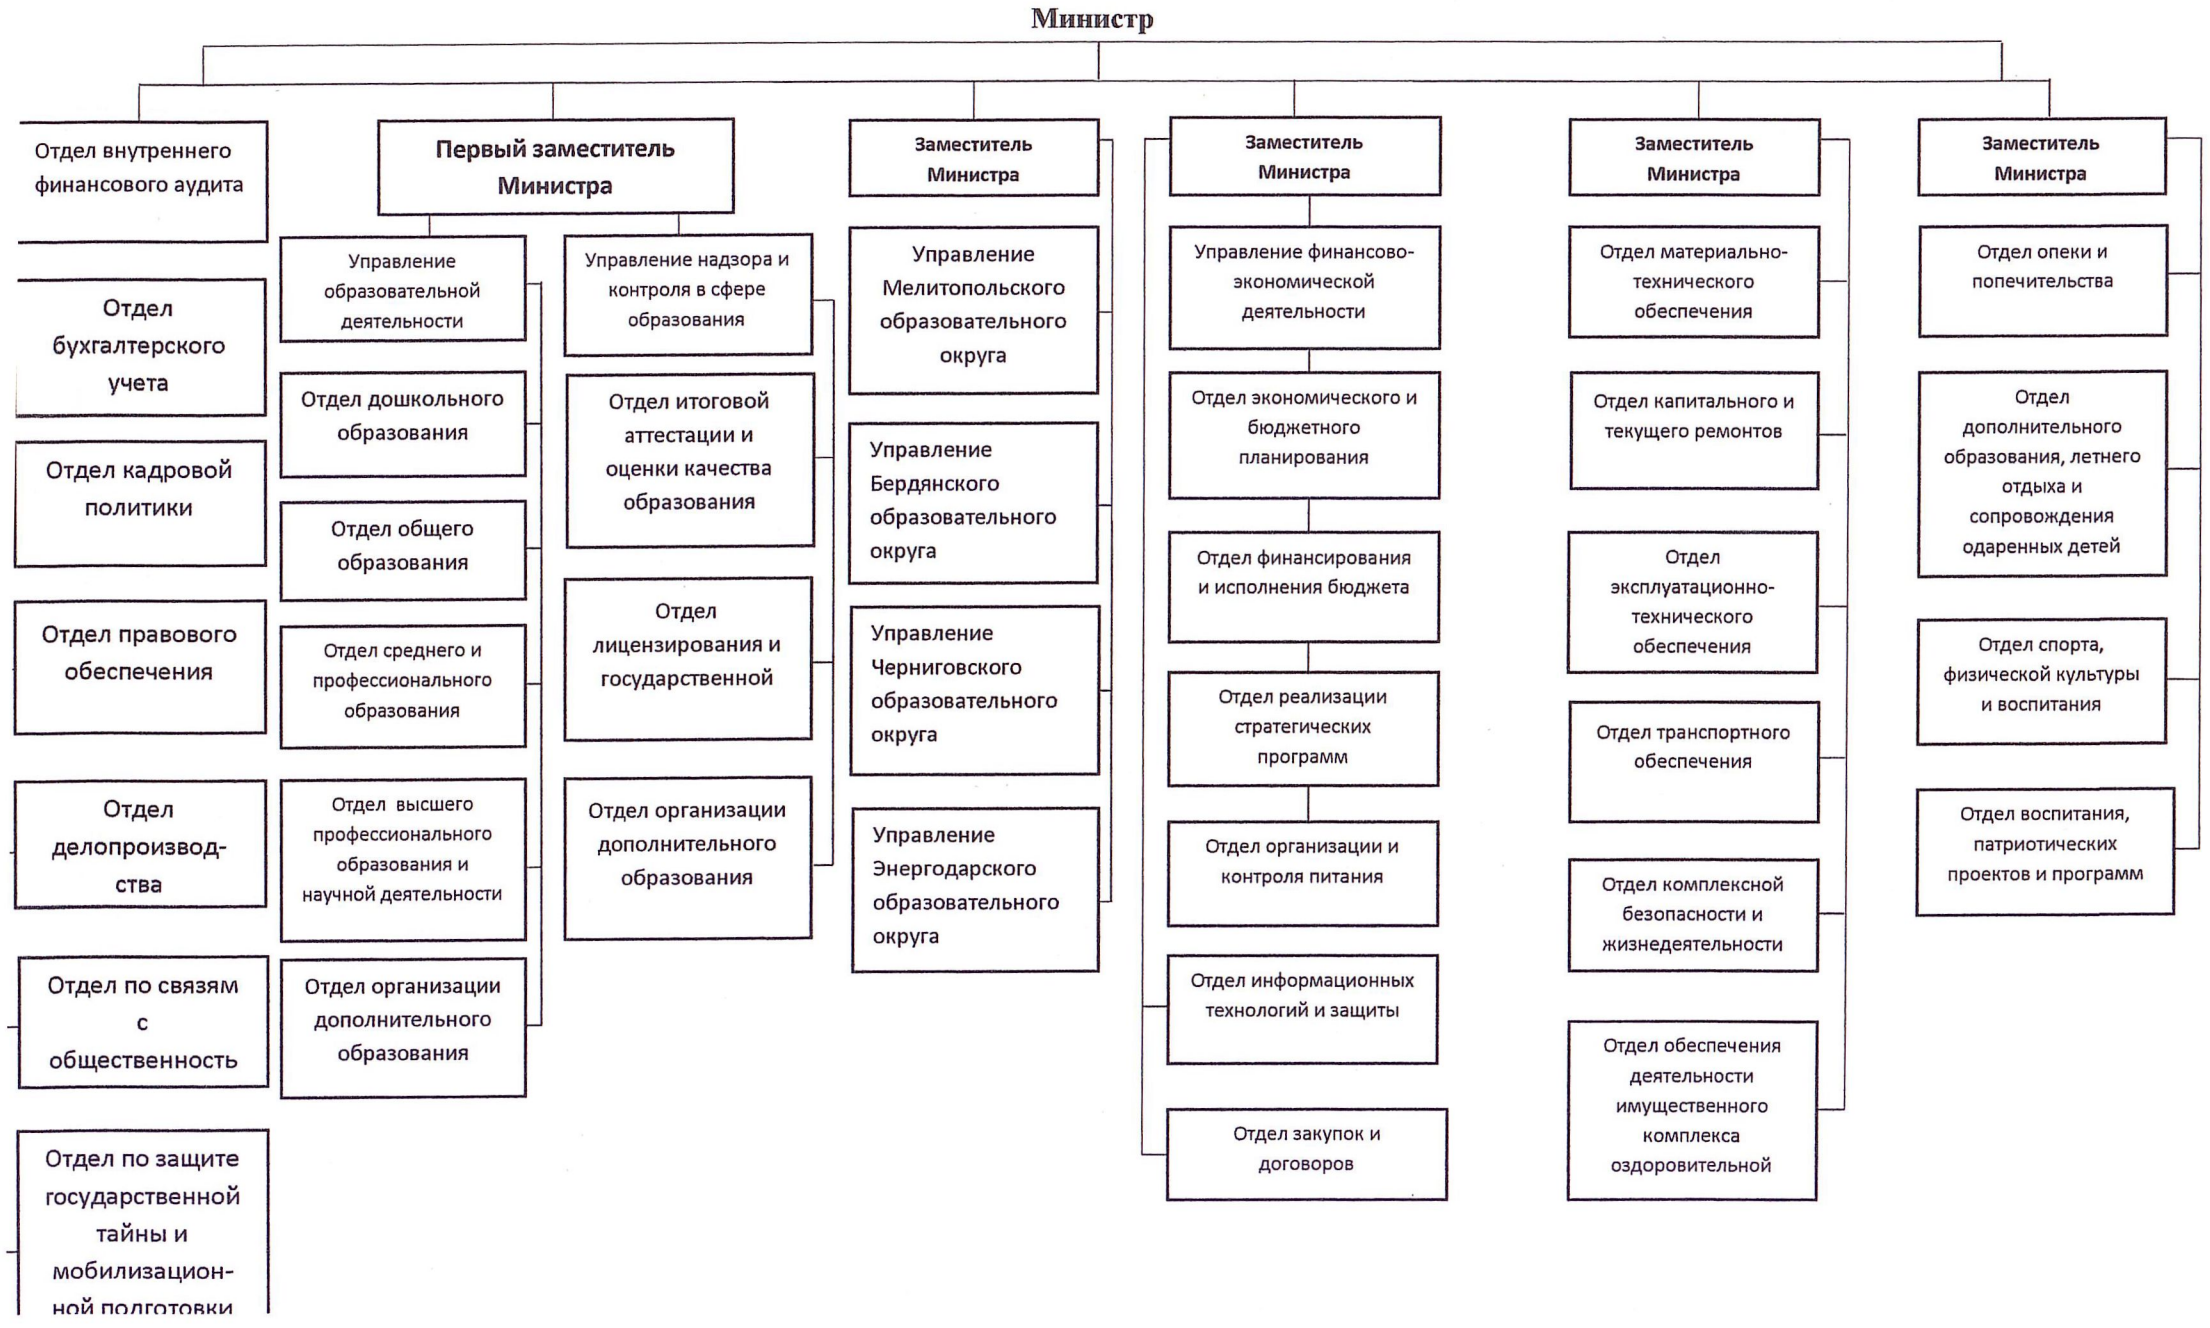 Министр
Отдел внутреннего
финансового аудита
Отдел
бухгалтерского
учета
Отдел кадровой
политики
Отдел правового
обеспечения
Отдел
делопроизвод-
ства
Отдел по связям
с
общественность
Отдел по защите
государственной
тайны и
мобилизацион-
ной подготовки
Первый заместитель
Министра
Управление
образовательной
деятельности
Отдел дошкольного
образования
Отдел общего
образования
Отдел среднего и
профессионального
образования
Отдел высшего
профессионального
образования и
научной деятельности
Отдел организации
дополнительного
образования
Управление надзора и
контроля в сфере
образования
Отдел итоговой
аттестации и
оценки качества
образования
Отдел
лицензирования и
государственной
Отдел организации
дополнительного
образования
Заместитель
Министра
Управление
Мелитопольского
образовательного
округа
Управление
Бердянского
образовательного
округа
Управление
Черниговского
образовательного
округа
Управление
Энергодарского
образовательного
округа
Заместитель
Министра
Управление финансово-
экономической
деятельности
Отдел экономического и
бюджетного
планирования
Отдел финансирования
и исполнения бюджета
Отдел реализации
стратегических
программ
Отдел организации и
контроля питания
Отдел информационных
технологий и защиты
Отдел закупок и
договоров
Заместитель
Министра
Отдел материально-
технического
обеспечения
Отдел капитального и
текущего ремонтов
Отдел
эксплуатационно-
технического
обеспечения
Отдел транспортного
обеспечения
Отдел комплексной
безопасности и
жизнедеятельности
Отдел обеспечения
деятельности
имущественного
комплекса
оздоровительной
Заместитель
Министра
Отдел опеки и
попечительства
Отдел
дополнительного
образования, летнего
отдыха и
сопровождения
одаренных детей
Отдел спорта,
физической культуры
и воспитания
Отдел воспитания,
патриотических
проектов и программ